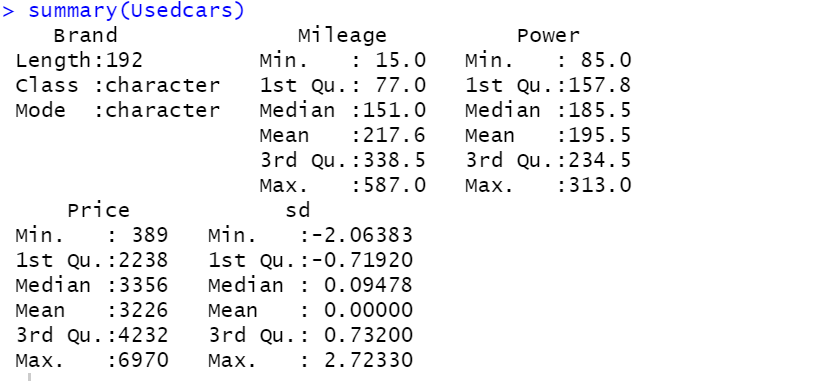 > summary(Usedcars)
    Brand              Mileage          Power
 Length:192         Min.   : 15.0   Min.   : 85.0
 Class :character   1st Qu.: 77.0   1st Qu.:157.8
 Mode  :character   Median :151.0   Median :185.5
                    Mean   :217.6   Mean   :195.5
                    3rd Qu.:338.5   3rd Qu.:234.5
                    Max.   :587.0   Max.   :313.0
     Price            sd
 Min.   : 389   Min.   :-2.06383
 1st Qu.:2238   1st Qu.:-0.71920
 Median :3356   Median : 0.09478
 Mean   :3226   Mean   : 0.00000
 3rd Qu.:4232   3rd Qu.: 0.73200
 Max.   :6970   Max.   : 2.72330